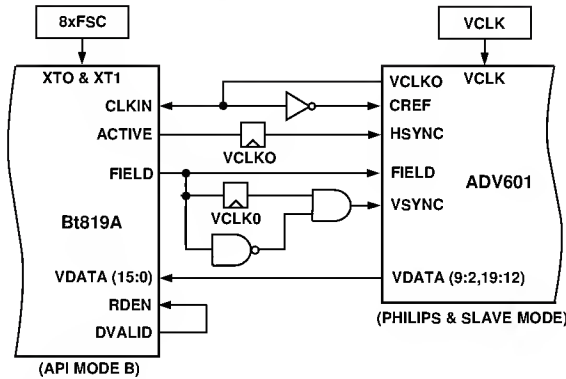 8xFSC
VCLK
XTO & XT1
VCLKO
VCLK
CLKIN
CREF
ACTIVE
HSYNC
VCLKO
FIELD
FIELD
ADV601
Bt819A
VCLK0
VSYNC
VDATA (15:0)
VDATA (9:2,19:12)
RDEN
DVALID
(PHILIPS & SLAVE MODE)
(API MODE B)